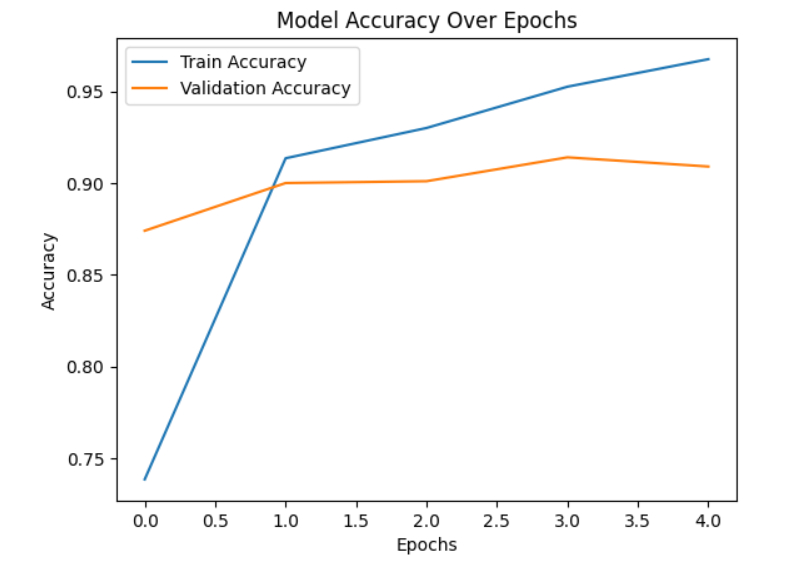 Model Accuracy Over Epochs
Train Accuracy
Validation Accuracy
0.95
0.90
0.85
0.80
0.75
Accuracy
0.0 0.5 1.0 1.5 2.0 2.5 3.0 3.5 4.0
Epochs